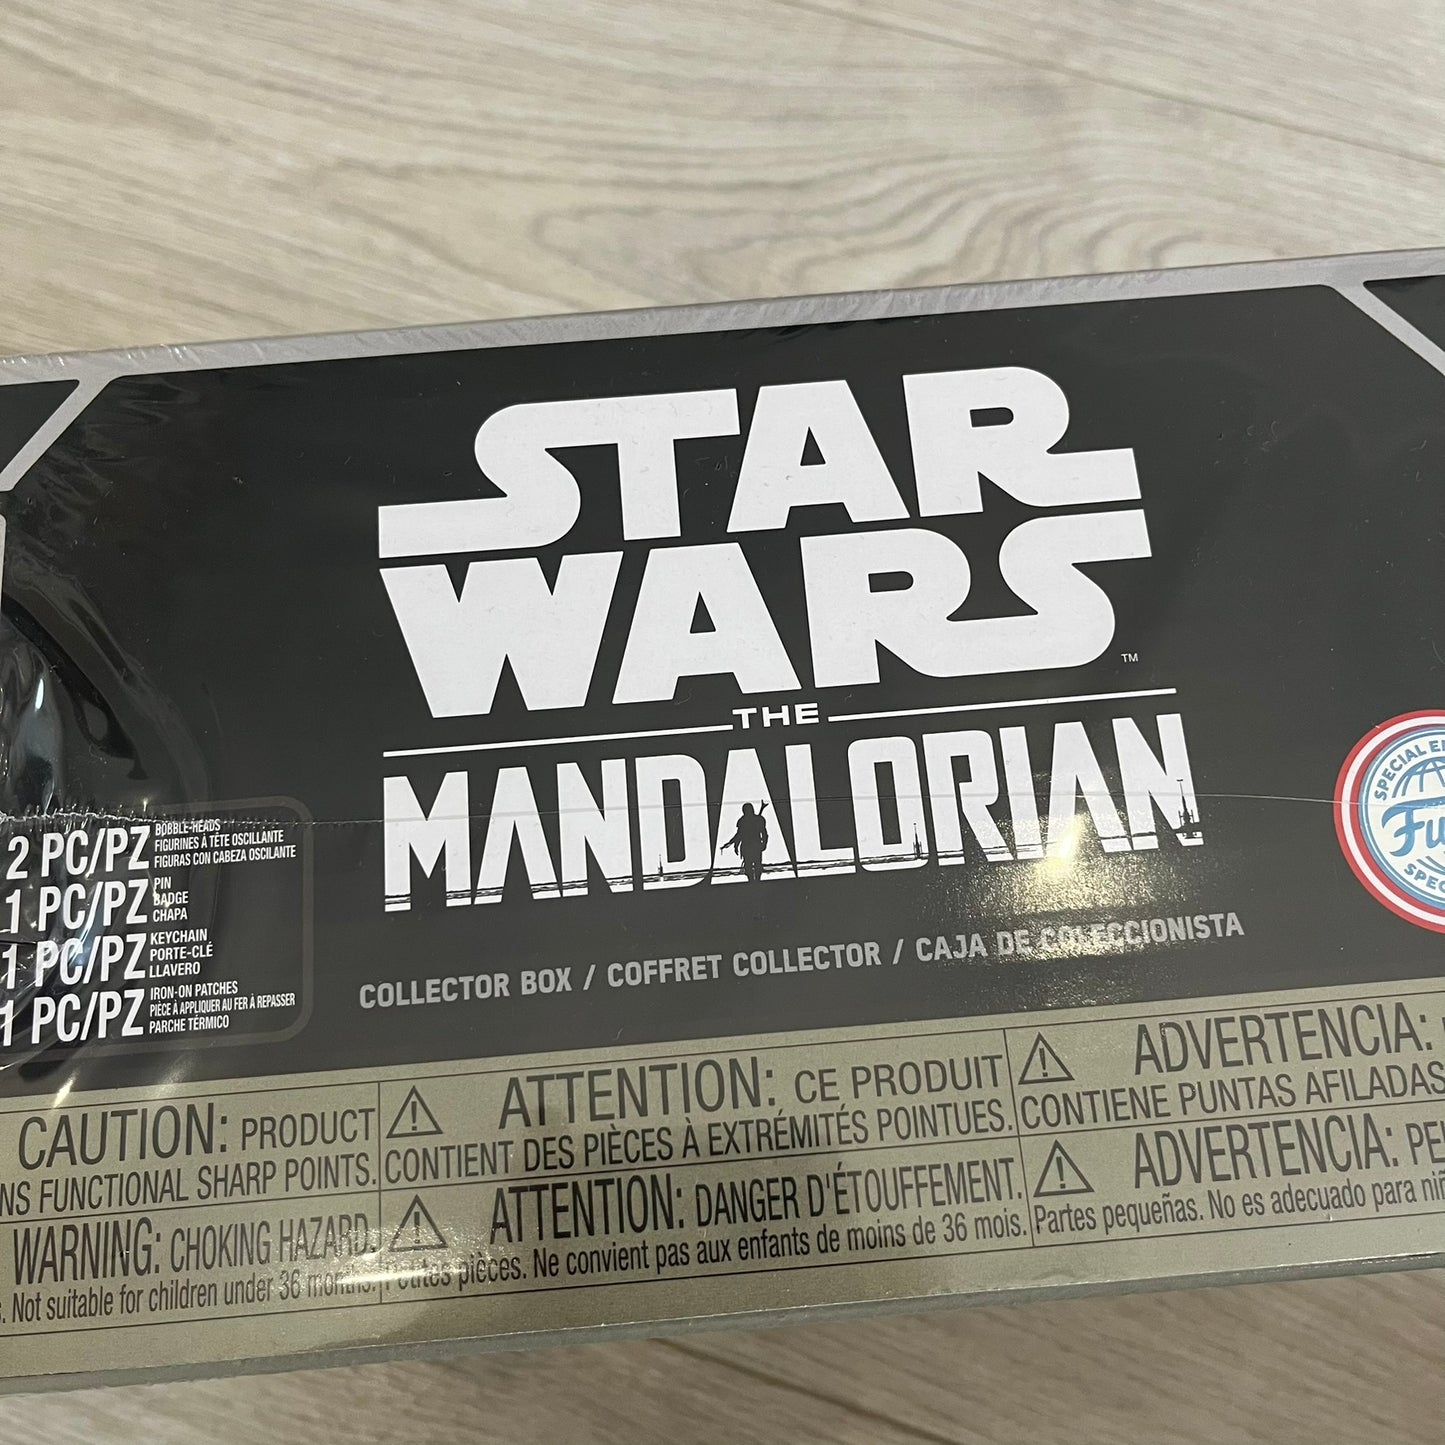 STAR
WARS
TM
THE
MANDALORIAN
COLLECTOR BOX / COFFRET COLLECTOR / CAJA DE COLECCIONISTA
2 PC/PZ
BOBBLE-HEADS
FIGURINES À TÊTE OSCILLANTE
FIGURAS CON CABEZA OSCILANTE
1 PC/PZ
PIN
BADGE
CHAPA
1 PC/PZ
KEYCHAIN
PORTE-CLÉ
LLAVERO
1 PC/PZ
IRON-ON PATCHES
PIÈCE À APPLIQUER AU FER À REPASSER
PARCHE TÉRMICO
SPECIAL
CAUTION: PRODUCT
FUNCTIONAL SHARP POINTS.
WARNING: CHOKING HAZARD.
Not suitable for children under 36 months.
ATTENTION: CE PRODUIT
CONTIENT DES PIÈCES À EXTRÉMITÉS POINTUES.
ATTENTION: DANGER D'ÉTOUFFEMENT.
Petites pièces. Ne convient pas aux enfants de moins de 36 mois.
ADVERTENCIA:
CONTIENE PUNTAS AFILADAS
ADVERTENCIA:
Partes pequeñas. No es adecuado para